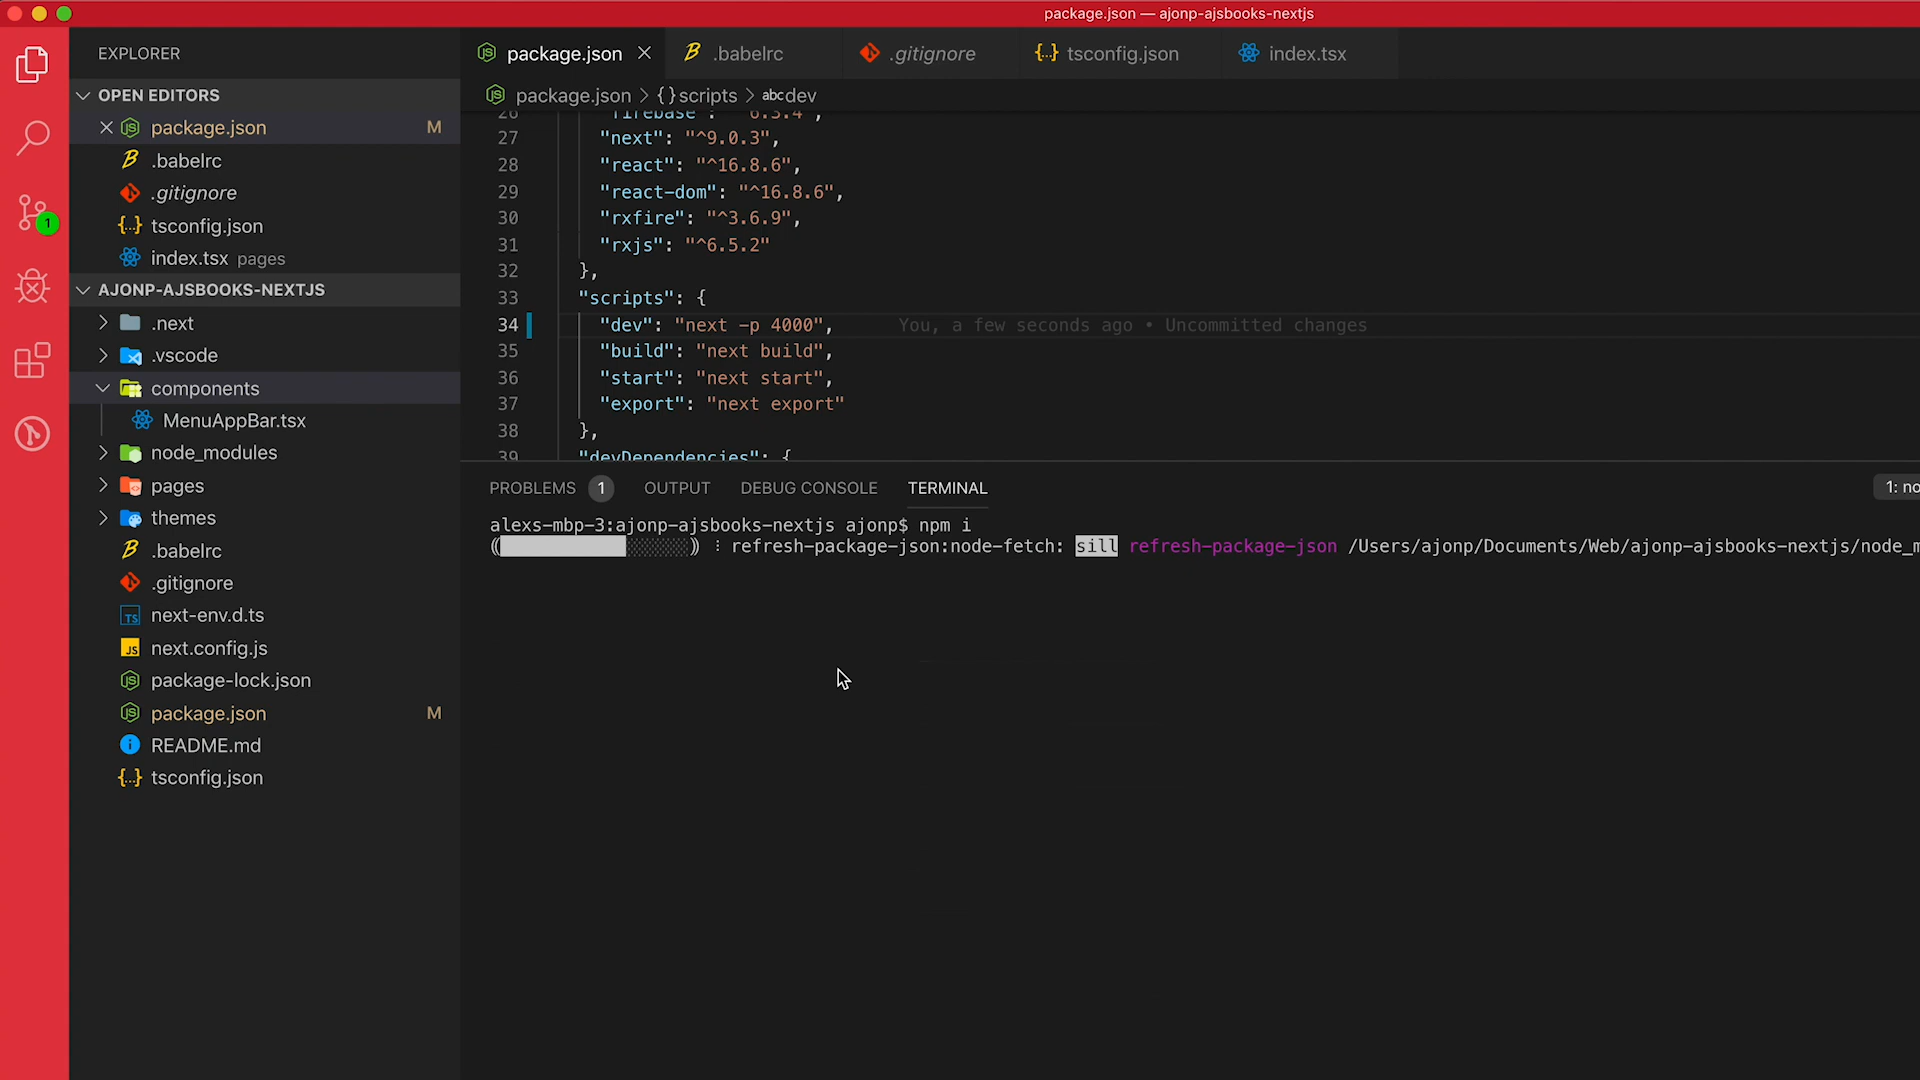 package.json — ajonp-ajsbooks-nextjs
EXPLORER
OPEN EDITORS
package.json M
.babelrc
.gitignore
tsconfig.json
index.tsx pages
1
AJONP-AJSBOOKS-NEXTJS
.next
.vscode
components
MenuAppBar.tsx
node_modules
pages
themes
.babelrc
.gitignore
next-env.d.ts
next.config.js
package-lock.json
package.json M
README.md
tsconfig.json
package.json .babelrc .gitignore tsconfig.json index.tsx
package.json > {} scripts > abc dev
27 "next": "^9.0.3",
28 "react": "^16.8.6",
29 "react-dom": "^16.8.6",
30 "rxfire": "^3.6.9",
31 "rxjs": "^6.5.2"
32 },
33 "scripts": {
34 "dev": "next -p 4000", You, a few seconds ago • Uncommitted changes
35 "build": "next build",
36 "start": "next start",
37 "export": "next export"
38 },
39 "devDependencies": {
PROBLEMS 1 OUTPUT DEBUG CONSOLE TERMINAL 1: no
alexs-mbp-3:ajonp-ajsbooks-nextjs ajonp$ npm i
refresh-package-json:node-fetch: sill refresh-package-json /Users/ajonp/Documents/Web/ajonp-ajsbooks-nextjs/node_m